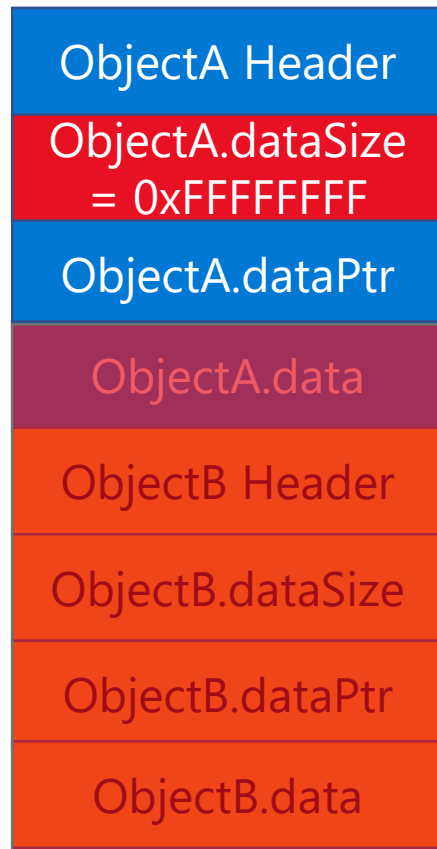 ObjectA Header
ObjectA.dataSize
= 0xFFFFFFFF
ObjectA.dataPtr
ObjectA.data
ObjectB Header
ObjectB.dataSize
ObjectB.dataPtr
ObjectB.data